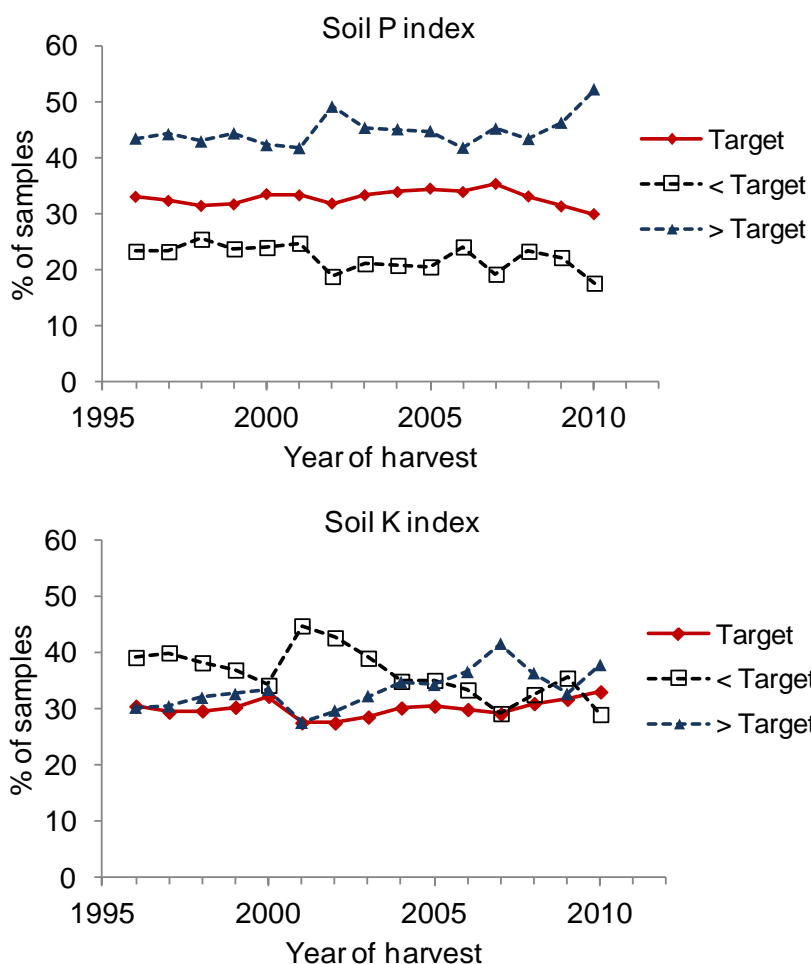 Soil P index
60
50
40
30
20
10
0
% of samples
1995 2000 2005 2010
Year of harvest
Target
< Target
> Target
Soil K index
60
50
40
30
20
10
0
% of samples
1995 2000 2005 2010
Year of harvest
Target
< Target
> Target